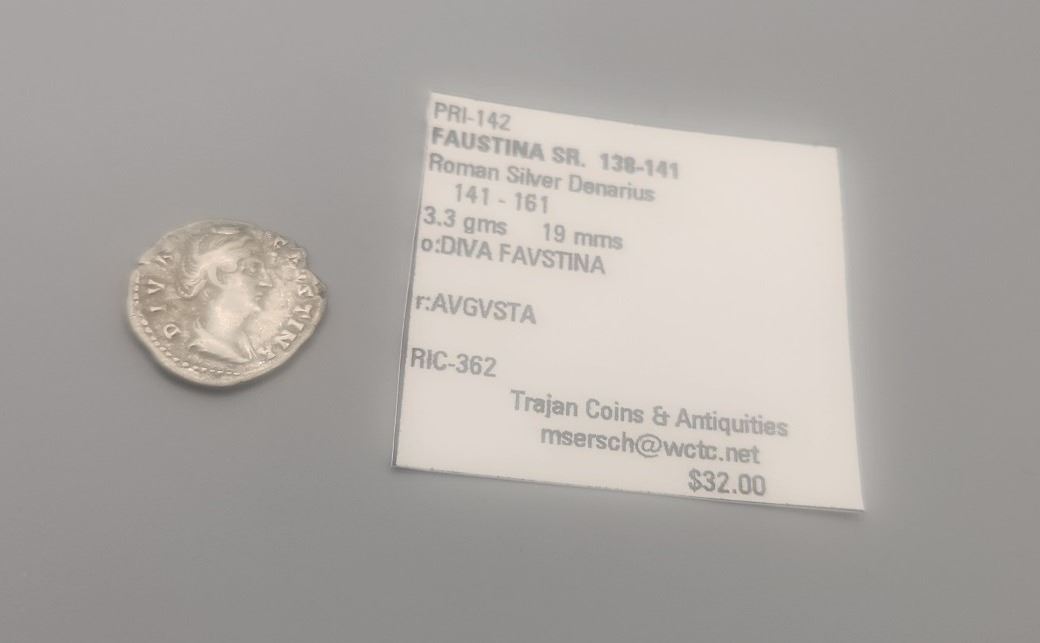 DIVA FAVSTINA
PRI-142
FAUSTINA SR. 138-141
Roman Silver Denarius
141 - 161
3.3 gms 19 mms
o:DIVA FAVSTINA
r:AVGVSTA
RIC-362
Trajan Coins & Antiquities
msersch@wctc.net
$32.00